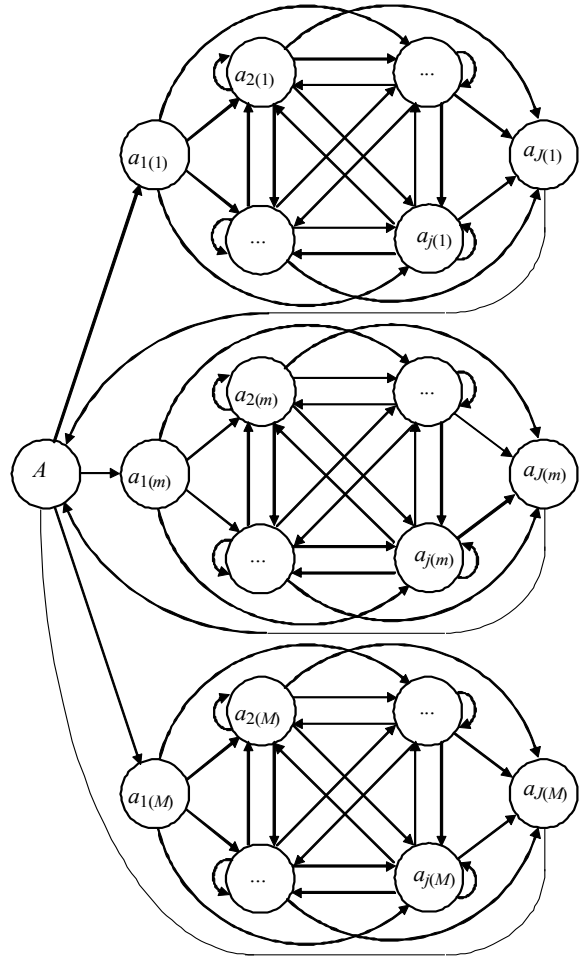 a2(1)
...
a1(1)
aJ(1)
...
aj(1)
a2(m)
...
A
a1(m)
aJ(m)
...
aj(m)
a2(M)
...
a1(M)
aJ(M)
...
aj(M)